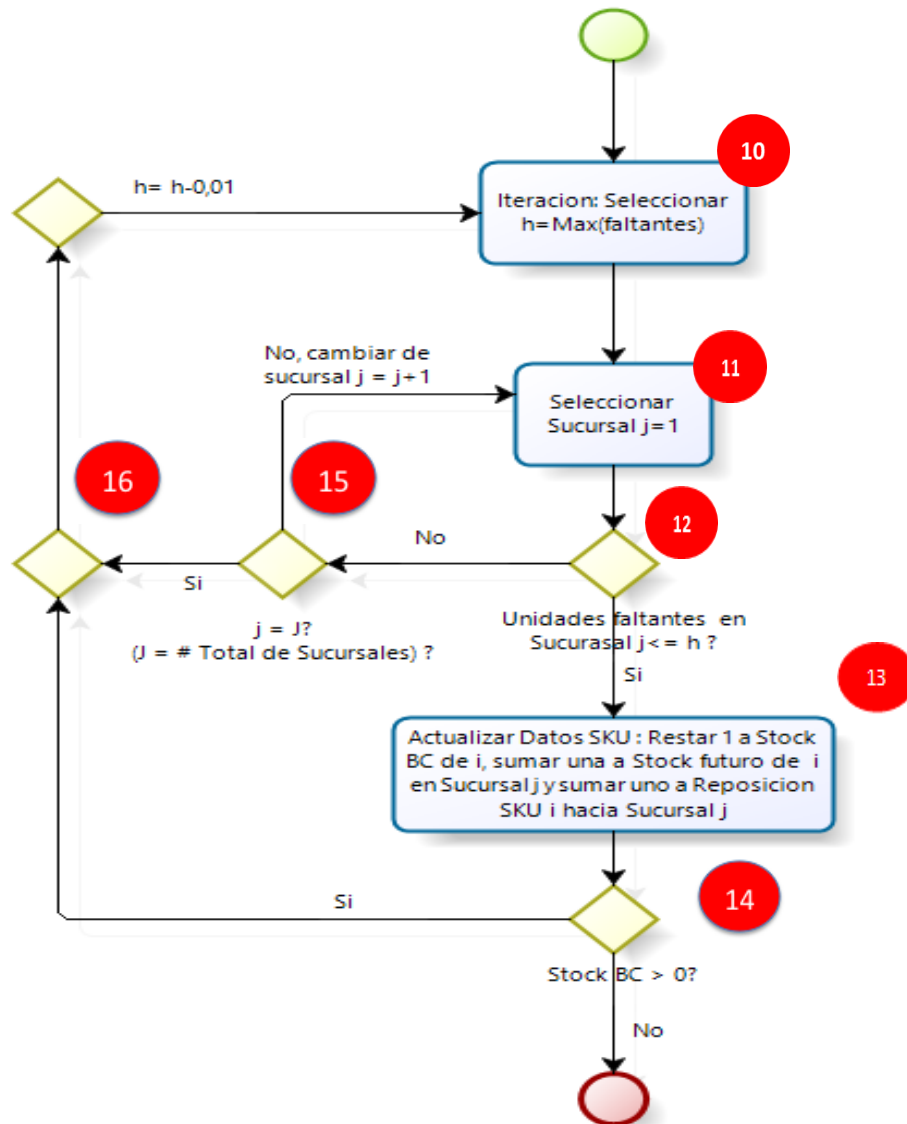 10
h= h-0,01
Iteracion: Seleccionar
h=Max(faltantes)
No, cambiar de
sucursal j = j+1
11
Seleccionar
Sucursal j=1
16
15
12
No
Si
j = J?
(J = # Total de Sucursales) ?
Unidades faltantes en
Sucurasal j<= h ?
Si
13
Actualizar Datos SKU : Restar 1 a Stock
BC de i, sumar una a Stock futuro de i
en Sucursal j y sumar uno a Reposicion
SKU i hacia Sucursal j
14
Si
Stock BC > 0?
No